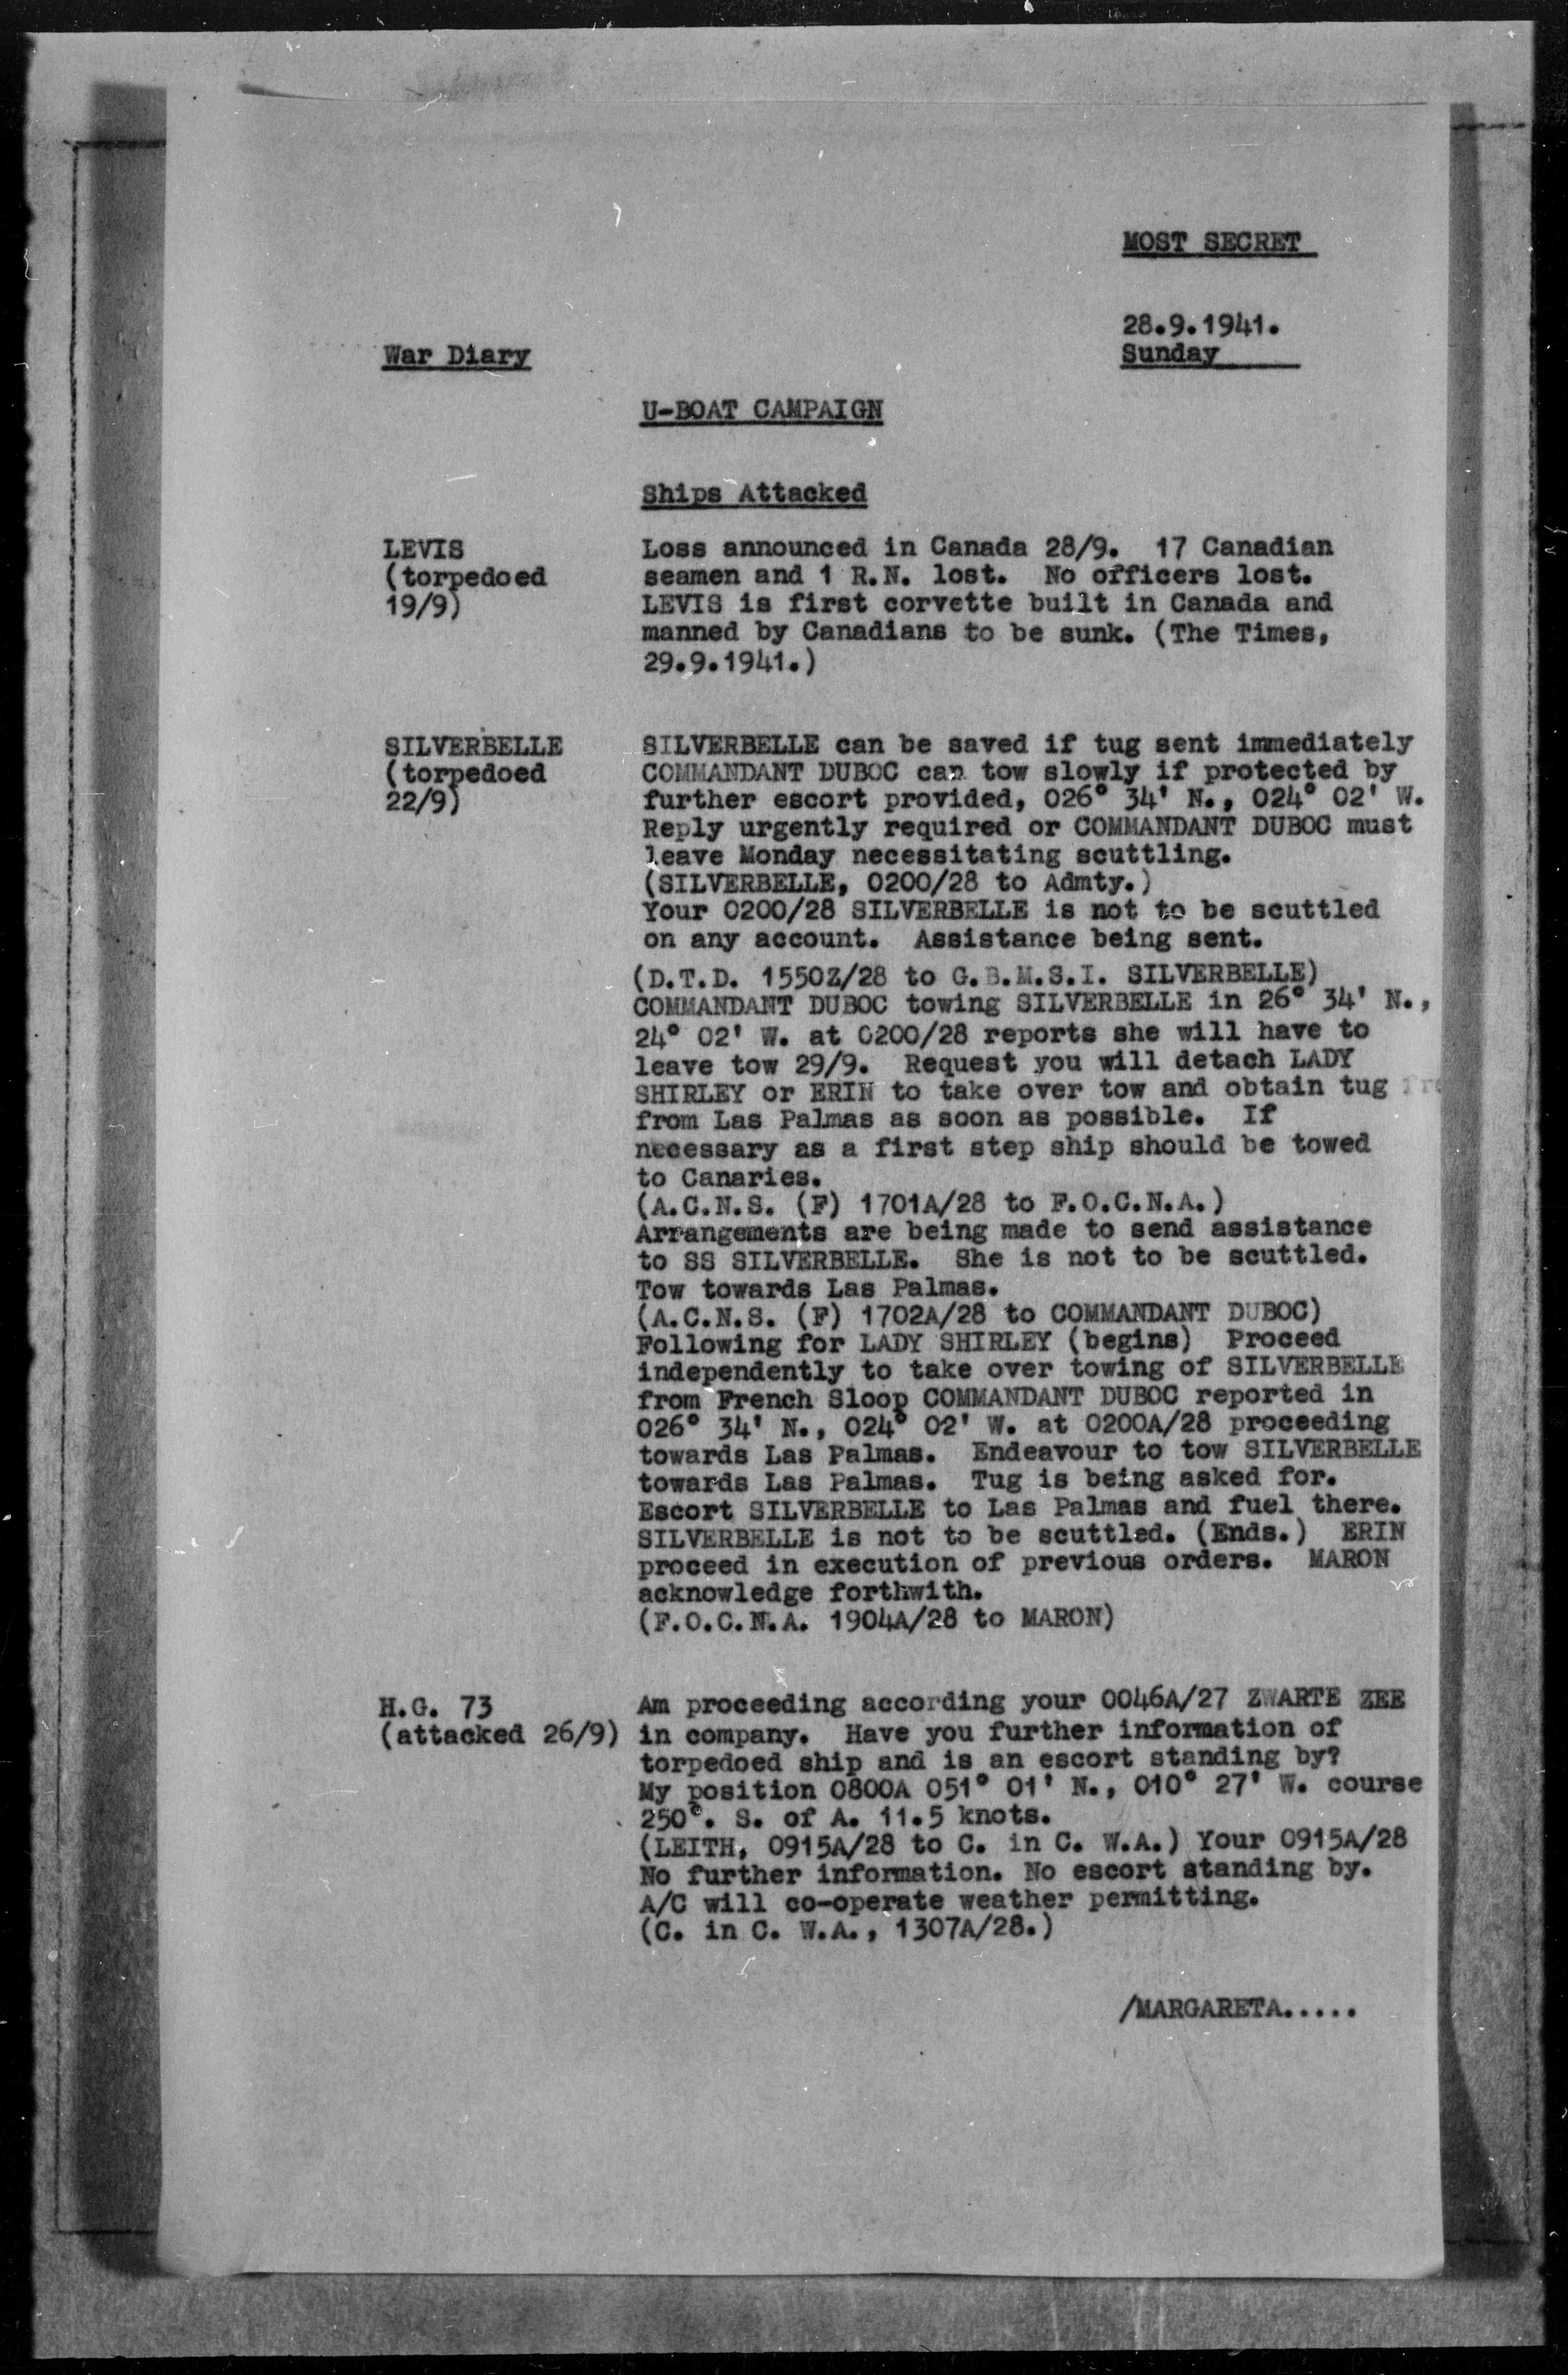 MOST SECRET
28.9.1941.
Sunday
War Diary
U-BOAT CAMPAIGN
Ships Attacked
LEVIS
(torpedoed
19/9)
Loss announced in Canada 28/9. 17 Canadian
seamen and 1 R.N. lost. No officers lost.
LEVIS is first corvette built in Canada and
manned by Canadians to be sunk. (The Times,
29.9.1941.)
SILVERBELLE
(torpedoed
22/9)
SILVERBELLE can be saved if tug sent immediately
COMMANDANT DUBOC can tow slowly if protected by
further escort provided, 026° 34' N., 024° 02' W.
Reply urgently required or COMMANDANT DUBOC must
leave Monday necessitating scuttling.
(SILVERBELLE, 0200/28 to Admty.)
Your 0200/28 SILVERBELLE is not to be scuttled
on any account. Assistance being sent.
(D.T.D. 1550Z/28 to G.B.M.S.I. SILVERBELLE)
COMMANDANT DUBOC towing SILVERBELLE in 26° 34' N.,
24° 02' W. at 0200/28 reports she will have to
leave tow 29/9. Request you will detach LADY
SHIRLEY or ERIN to take over tow and obtain tug
from Las Palmas as soon as possible. If
necessary as a first step ship should be towed
to Canaries.
(A.C.N.S. (F) 1701A/28 to F.O.C.N.A.)
Arrangements are being made to send assistance
to SS SILVERBELLE. She is not to be scuttled.
Tow towards Las Palmas.
(A.C.N.S. (F) 1702A/28 to COMMANDANT DUBOC)
Following for LADY SHIRLEY (begins) Proceed
independently to take over towing of SILVERBELLE
from French Sloop COMMANDANT DUBOC reported in
026° 34' N., 024° 02' W. at 0200A/28 proceeding
towards Las Palmas. Endeavour to tow SILVERBELLE
towards Las Palmas. Tug is being asked for.
Escort SILVERBELLE to Las Palmas and fuel there.
SILVERBELLE is not to be scuttled. (Ends.) ERIN
proceed in execution of previous orders. MARON
acknowledge forthwith.
(F.O.C.N.A. 1904A/28 to MARON)
H.G. 73
(attacked 26/9)
Am proceeding according your 0046A/27 ZWARTE ZEE
in company. Have you further information of
torpedoed ship and is an escort standing by?
My position 0800A 051° 01' N., 010° 27' W. course
250°. S. of A. 11.5 knots.
(LEITH, 0915A/28 to C. in C. W.A.) Your 0915A/28
No further information. No escort standing by.
A/C will co-operate weather permitting.
(C. in C. W.A., 1307A/28.)
/MARGARETA.....